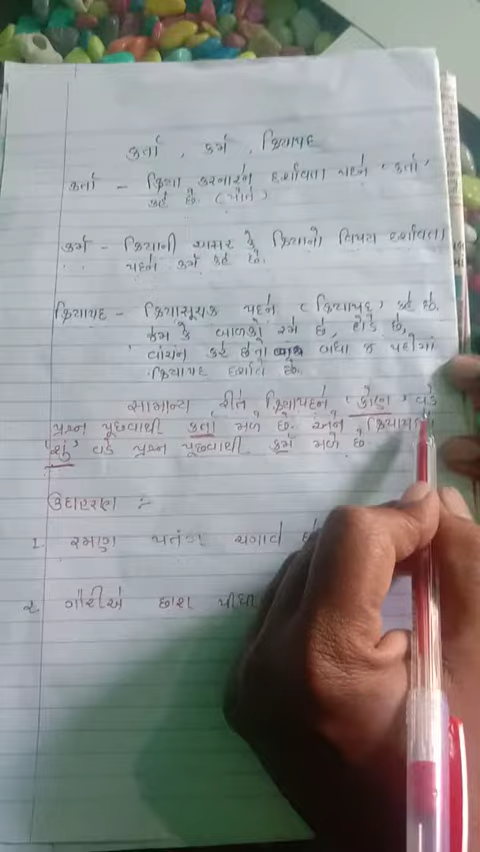 કર્તા , કર્મ , ક્રિયાપદ
કર્તા - ક્રિયા કરનારને દર્શાવતા પદને 'કર્તા'
કહે છે. (પોતે)
કર્મ - ક્રિયાની અસર કે ક્રિયાનો વિષય દર્શાવતા
પદને કર્મ કહે છે.
ક્રિયાપદ - ક્રિયાસૂચક પદને (ક્રિયાપદ' કહે છે.
કેમ કે બાળકો રમે છે, દોડે છે,
વાંચન કરે છે તો બધા જ પદોમાં
ક્રિયાપદ દર્શાવે છે.
સામાન્ય રીતે ક્રિયાપદને 'કોણ' વડે
પ્રશ્ન પૂછવાથી કર્તા મળે છે. અને ક્રિયાપદને
'શું' વડે પ્રશ્ન પૂછવાથી કર્મ મળે છે
ઉદાહરણ :-
1. રમણ પતંગ ચગાવે છે
૨. ગૌરીએ છાશ પીધી